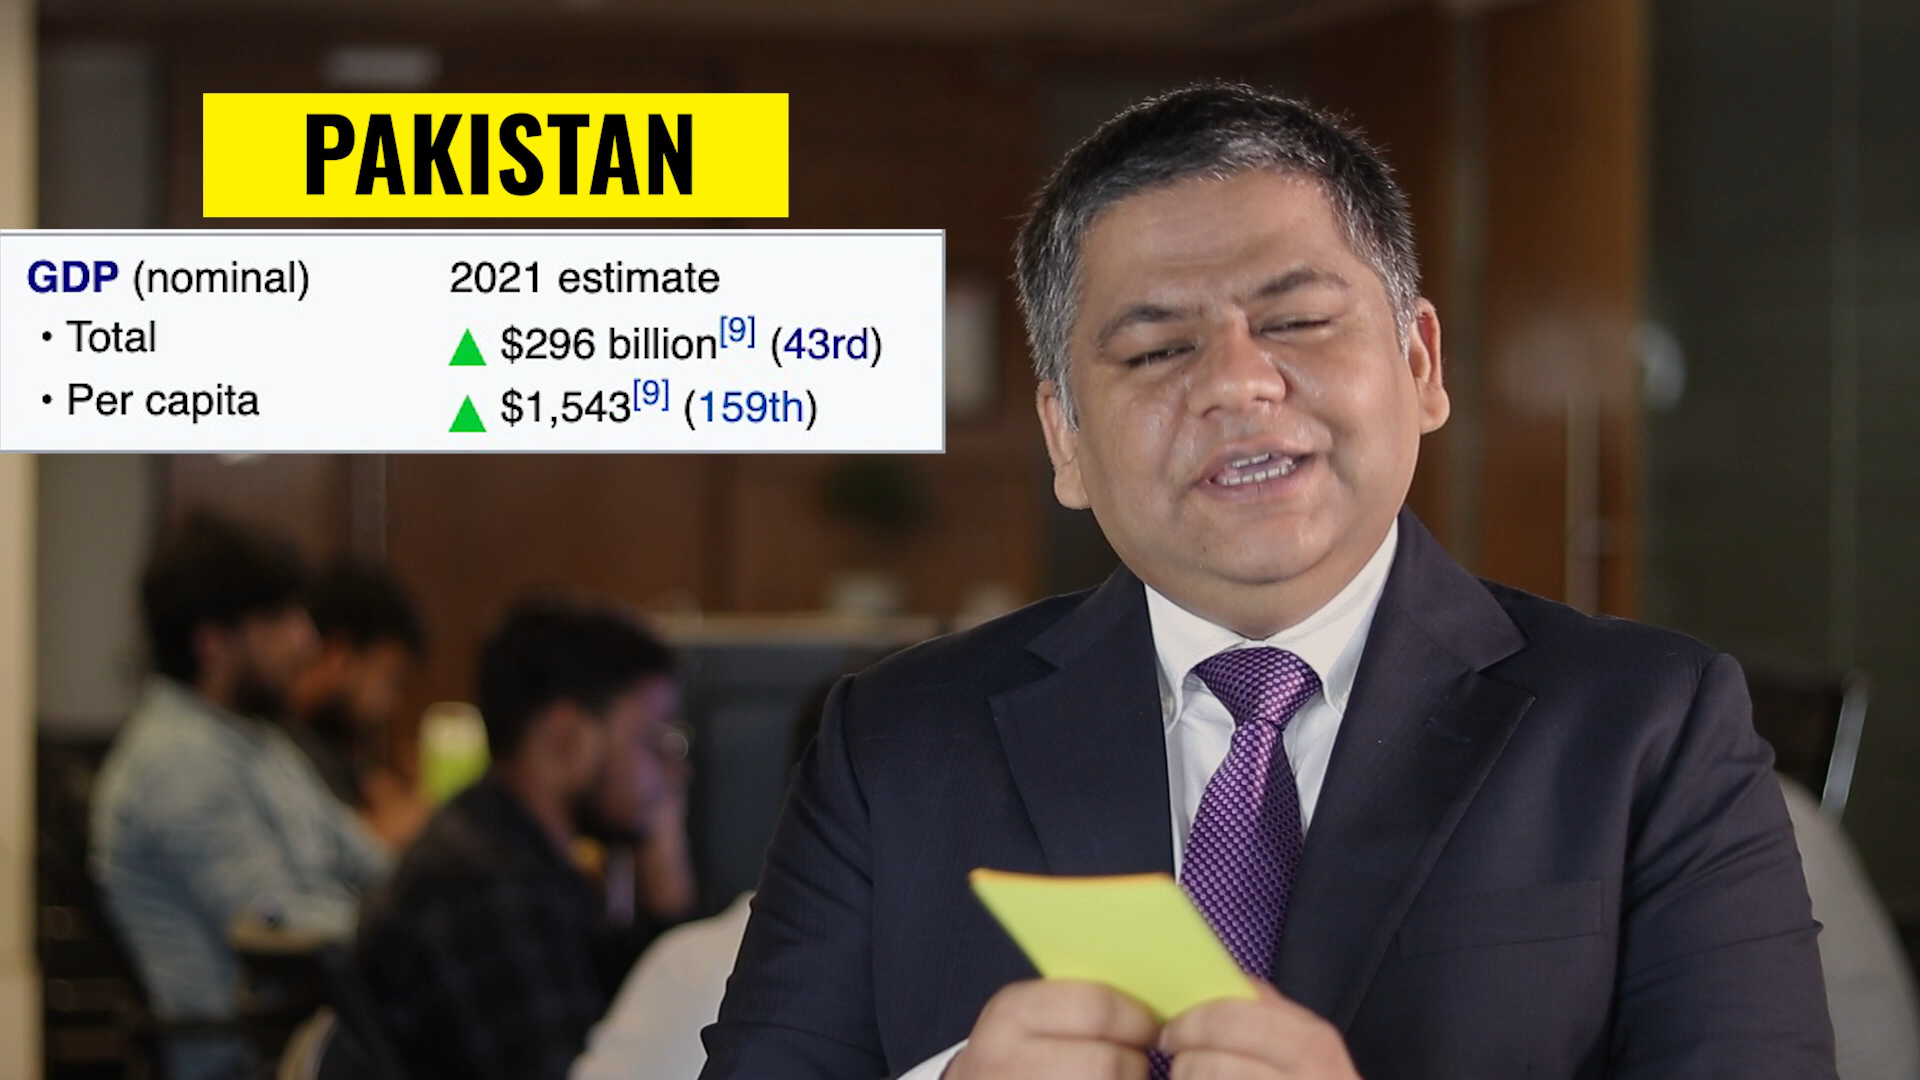 PAKISTAN
GDP (nominal) 2021 estimate
• Total ▲ $296 billion[9] (43rd)
• Per capita ▲ $1,543[9] (159th)